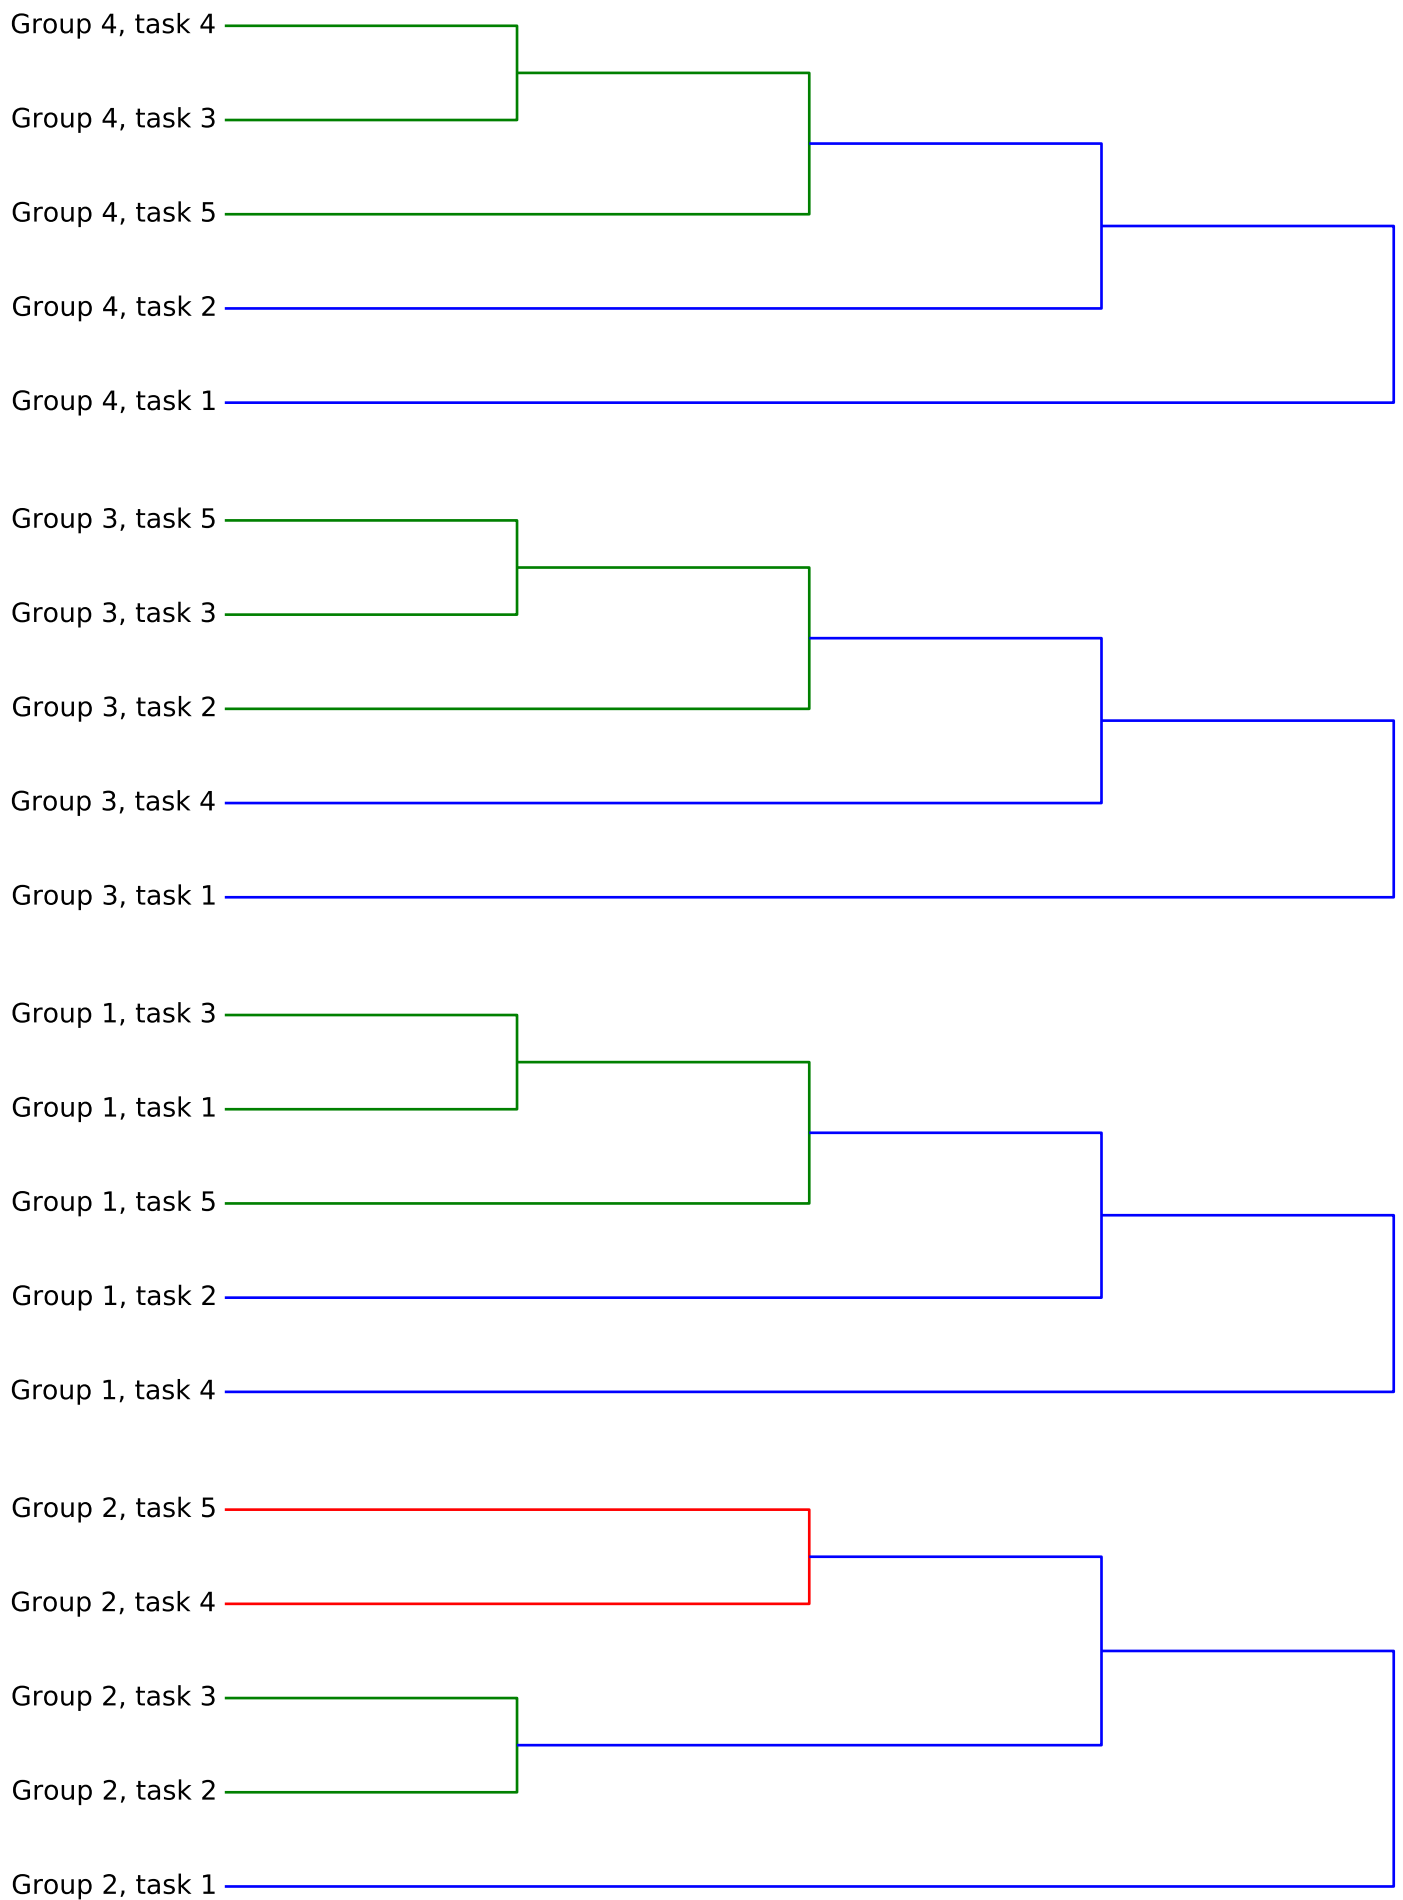 Group 4, task 4
Group 4, task 3
Group 4, task 5
Group 4, task 2
Group 4, task 1
Group 3, task 5
Group 3, task 3
Group 3, task 2
Group 3, task 4
Group 3, task 1
Group 1, task 3
Group 1, task 1
Group 1, task 5
Group 1, task 2
Group 1, task 4
Group 2, task 5
Group 2, task 4
Group 2, task 3
Group 2, task 2
Group 2, task 1